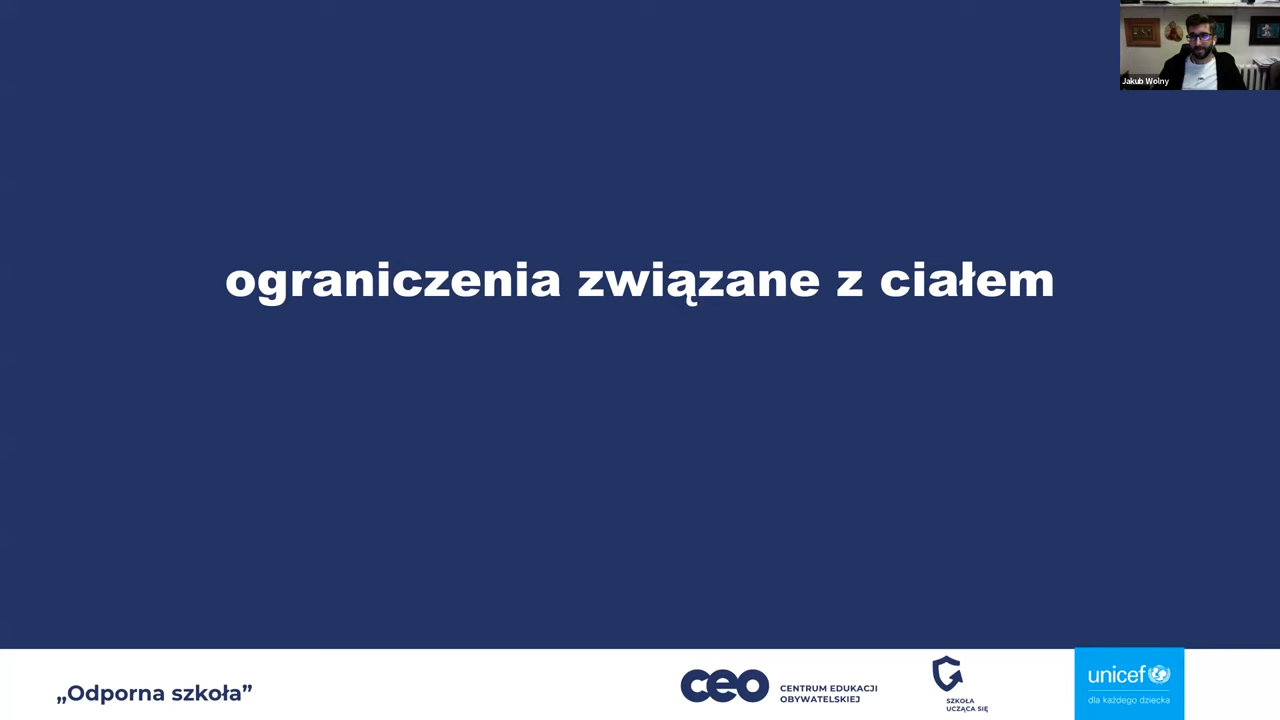 Jakub Wolny
ograniczenia związane z ciałem
„Odporna szkoła”
ceo
CENTRUM EDUKACJI
OBYWATELSKIEJ
SZKOŁA
UCZĄCA SIĘ
unicef
dla każdego dziecka